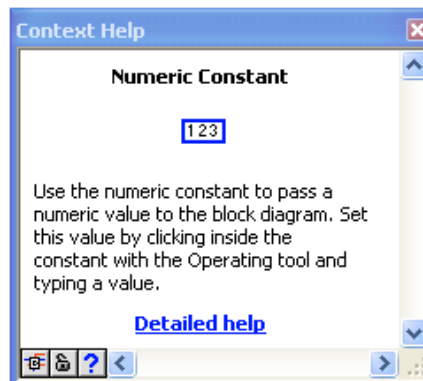 Context Help
Numeric Constant
123
Use the numeric constant to pass a
numeric value to the block diagram. Set
this value by clicking inside the
constant with the Operating tool and
typing a value.
Detailed help
?